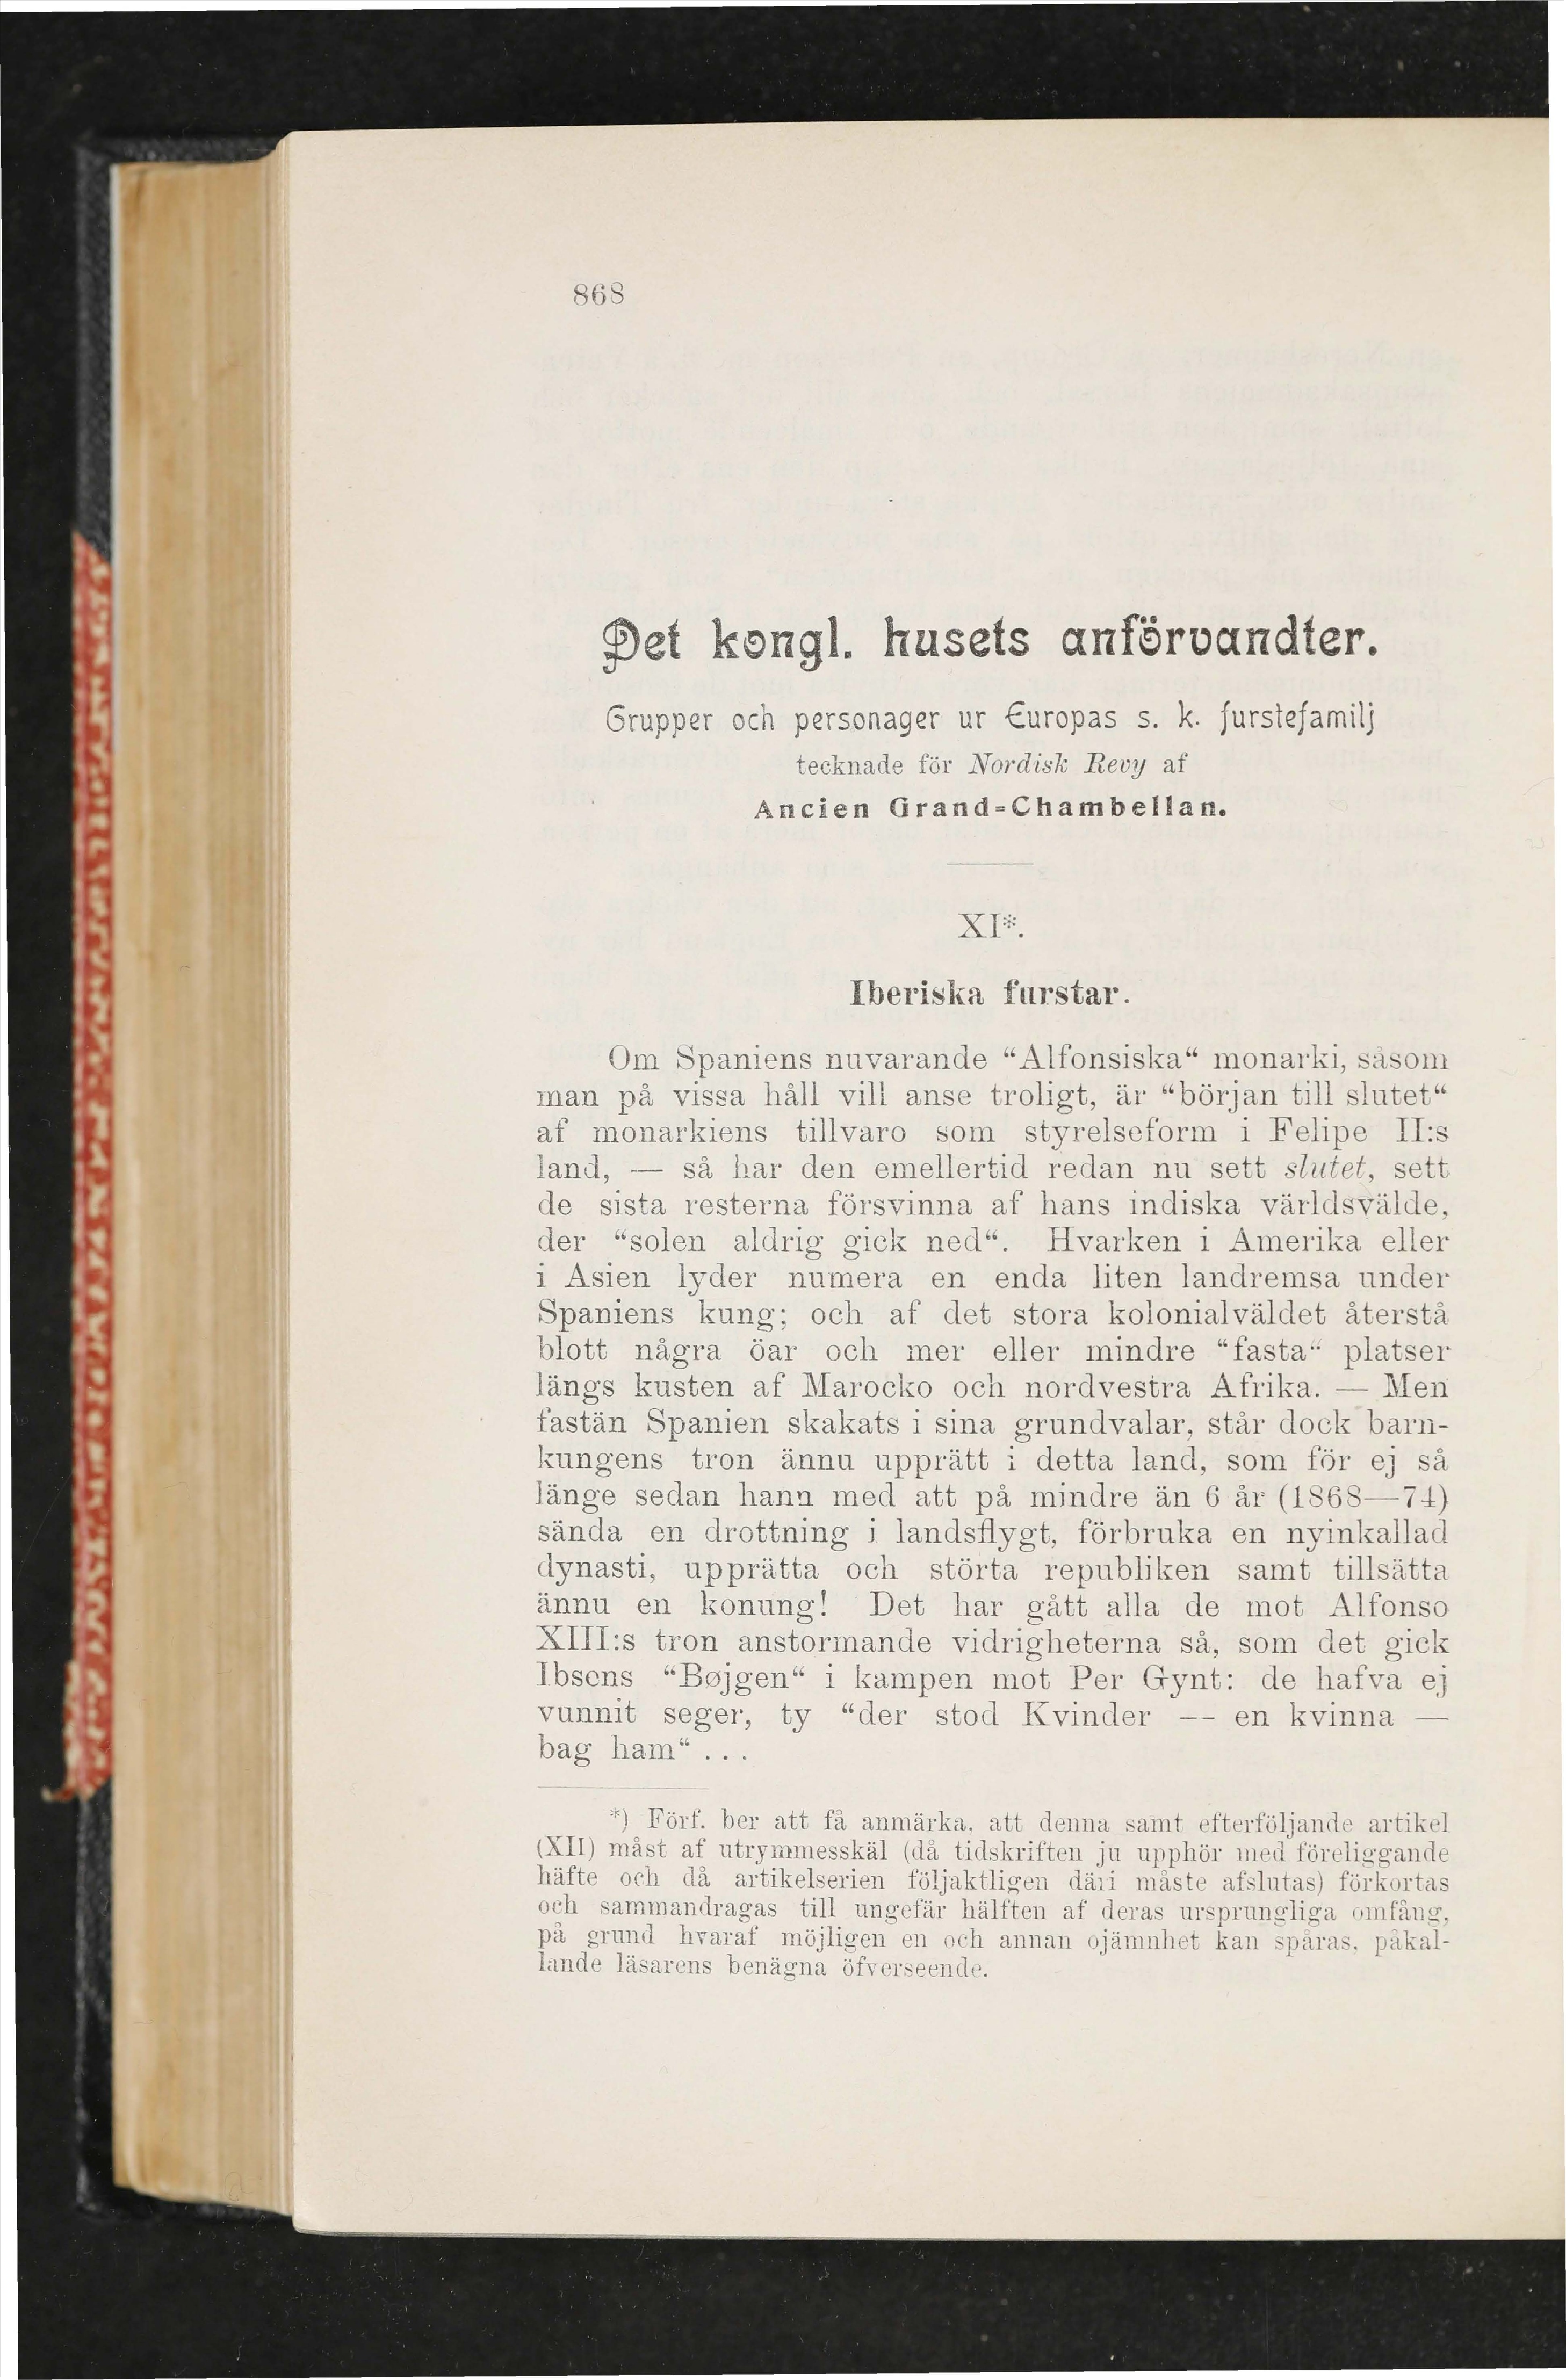 868
Det kongl. husets anförvandter.
Grupper och personager ur Europas s. k. furstefamilj
tecknade för Nordisk Revy af
Ancien Grand=Chambellan.
XI*.
Iberiska furstar.
Om Spaniens nuvarande “Alfonsiska“ monarki, såsom
man på vissa håll vill anse troligt, är “början till slutet“
af monarkiens tillvaro som styrelseform i Felipe II:s
land, — så har den emellertid redan nu sett slutet, sett
de sista resterna försvinna af hans indiska världsvälde,
der “solen aldrig gick ned“. Hvarken i Amerika eller
i Asien lyder numera en enda liten landremsa under
Spaniens kung; och af det stora kolonialväldet återstå
blott några öar och mer eller mindre “fasta“ platser
längs kusten af Marocko och nordvestra Afrika. — Men
fastän Spanien skakats i sina grundvalar, står dock barn-
kungens tron ännu upprätt i detta land, som för ej så
länge sedan hann med att på mindre än 6 år (1868—74)
sända en drottning i landsflygt, förbruka en nyinkallad
dynasti, upprätta och störta republiken samt tillsätta
ännu en konung! Det har gått alla de mot Alfonso
XIII:s tron anstormande vidrigheterna så, som det gick
Ibsens “Bøjgen“ i kampen mot Per Gynt: de hafva ej
vunnit seger, ty “der stod Kvinder — en kvinna —
bag ham“ . . .
*) Förf. ber att få anmärka, att denna samt efterföljande artikel
(XII) måst af utrymmesskäl (då tidskriften ju upphör med föreliggande
häfte och då artikelserien följaktligen däri måste afslutas) förkortas
och sammandragas till ungefär hälften af deras ursprungliga omfång,
på grund hvaraf möjligen en och annan ojämnhet kan spåras, påkal-
lande läsarens benägna öfverseende.